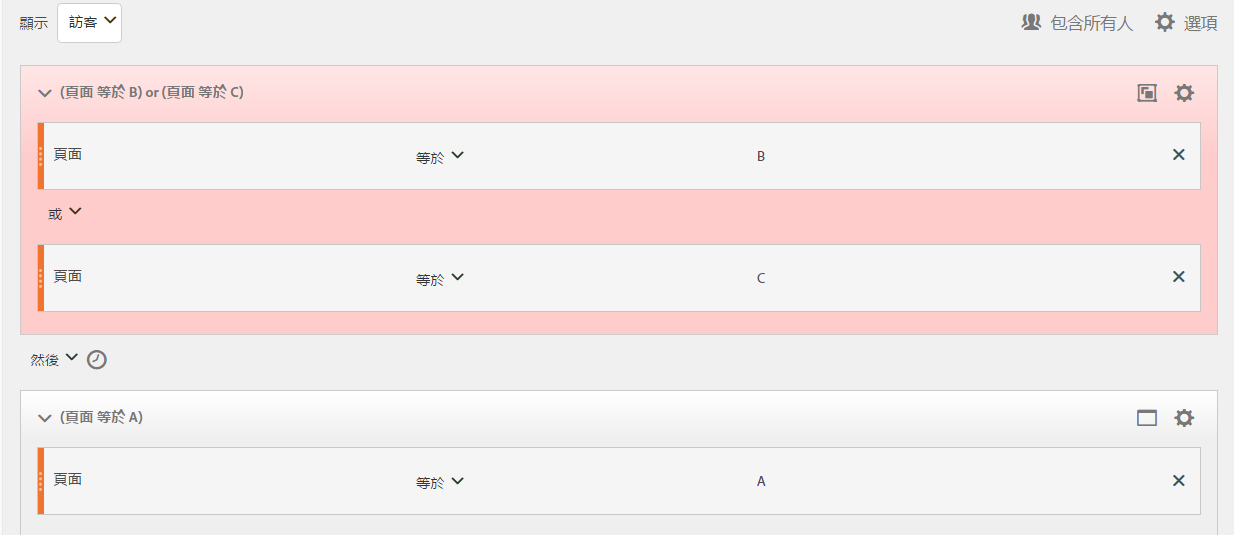 顯示 訪客 包含所有人 選項
(頁面 等於 B) or (頁面 等於 C)
頁面 等於 B
或
頁面 等於 C
然後
(頁面 等於 A)
頁面 等於 A